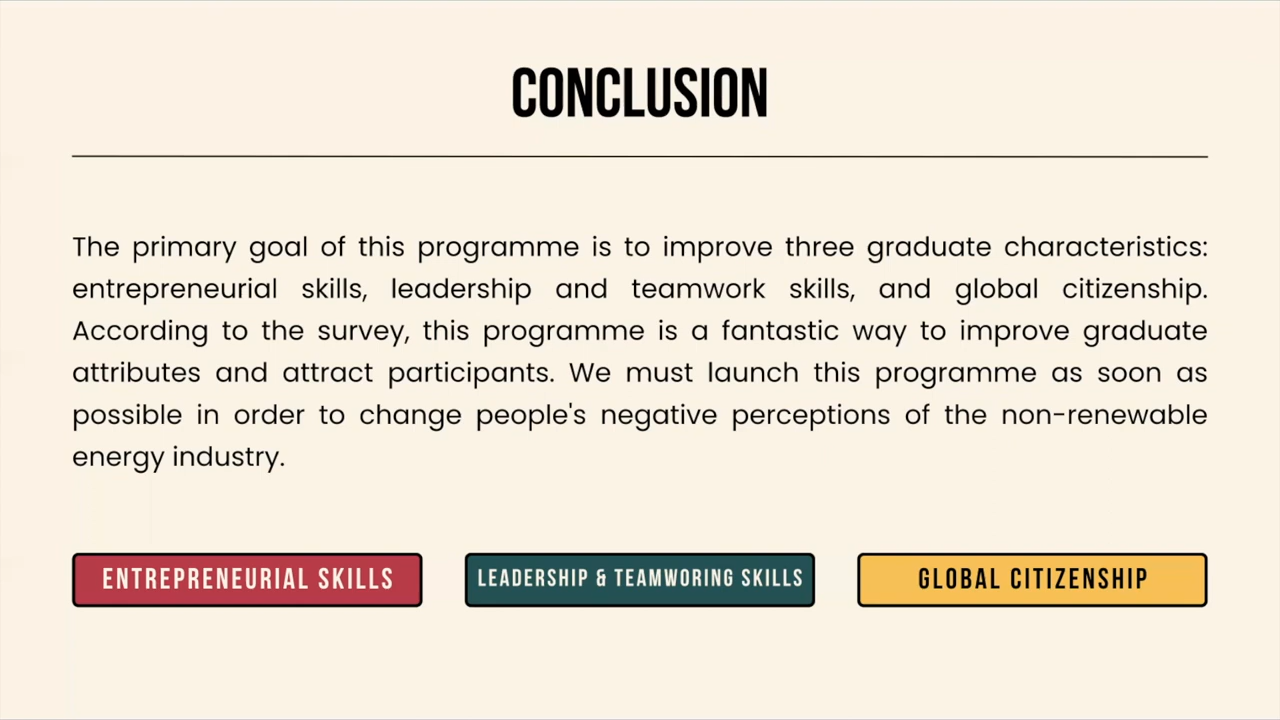 CONCLUSION
The primary goal of this programme is to improve three graduate characteristics:
entrepreneurial skills, leadership and teamwork skills, and global citizenship.
According to the survey, this programme is a fantastic way to improve graduate
attributes and attract participants. We must launch this programme as soon as
possible in order to change people's negative perceptions of the non-renewable
energy industry.
ENTREPRENEURIAL SKILLS
LEADERSHIP & TEAMWORING SKILLS
GLOBAL CITIZENSHIP